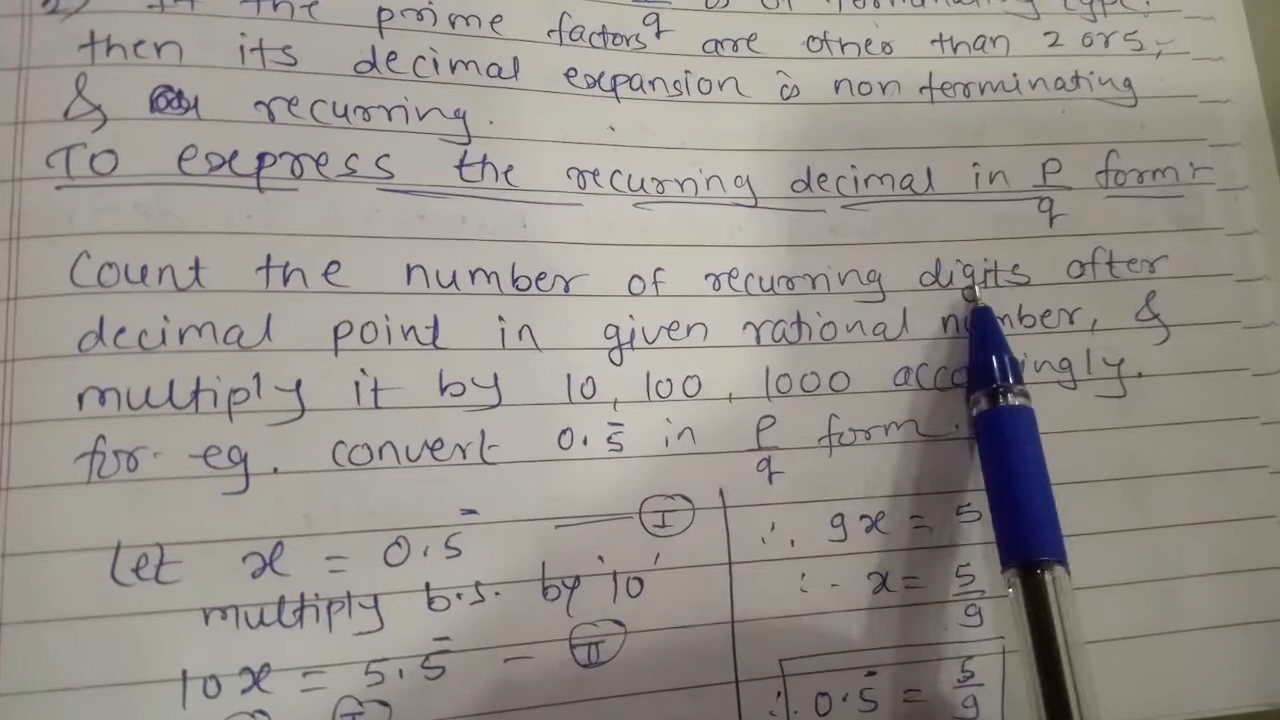 the prime factors q are other than 2 or 5,
then its decimal expansion is non terminating
& recurring.
To express the recurring decimal in p/q form:-
Count the number of recurring digits after
decimal point in given rational number, &
multiply it by 10, 100, 1000 accordingly.
for eg. convert 0.5̅ in p/q form.
Let x = 0.5̅ — I
multiply b.s. by '10'
10x = 5.5̅ — II
∴ 9x = 5
∴ x = 5/9
∴ 0.5̅ = 5/9